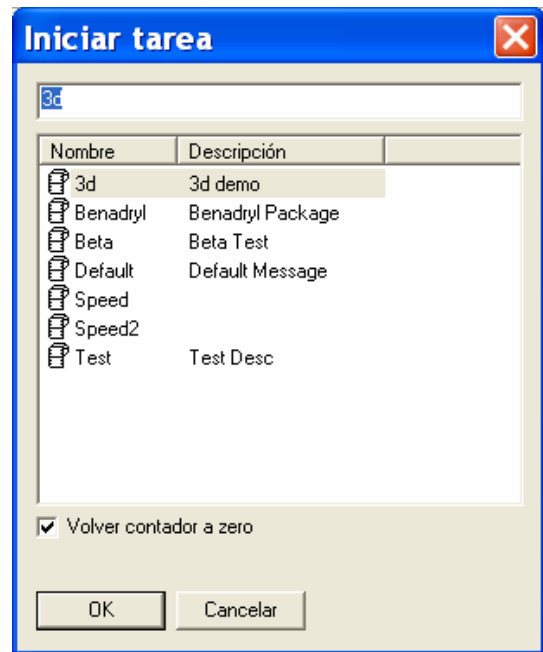 Iniciar tarea
3d
Nombre Descripción
3d 3d demo
Benadryl Benadryl Package
Beta Beta Test
Default Default Message
Speed
Speed2
Test Test Desc
Volver contador a zero
OK Cancelar